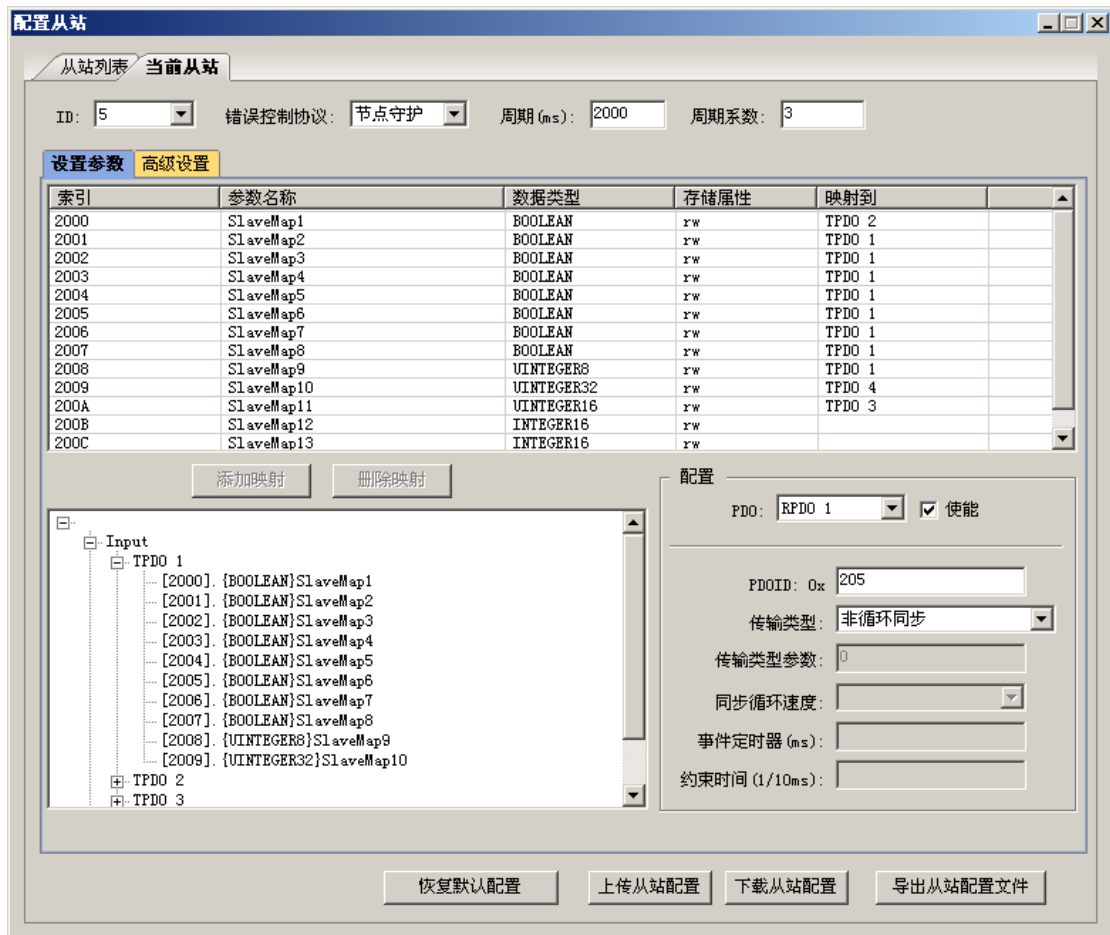 配置从站
从站列表 当前从站
ID: 5 错误控制协议: 节点守护 周期(ms): 2000 周期系数: 3
设置参数 高级设置
索引 参数名称 数据类型 存储属性 映射到
2000 SlaveMap1 BOOLEAN rw TPDO 2
2001 SlaveMap2 BOOLEAN rw TPDO 1
2002 SlaveMap3 BOOLEAN rw TPDO 1
2003 SlaveMap4 BOOLEAN rw TPDO 1
2004 SlaveMap5 BOOLEAN rw TPDO 1
2005 SlaveMap6 BOOLEAN rw TPDO 1
2006 SlaveMap7 BOOLEAN rw TPDO 1
2007 SlaveMap8 BOOLEAN rw TPDO 1
2008 SlaveMap9 UINTEGER8 rw TPDO 1
2009 SlaveMap10 UINTEGER32 rw TPDO 4
200A SlaveMap11 UINTEGER16 rw TPDO 3
200B SlaveMap12 INTEGER16 rw
200C SlaveMap13 INTEGER16 rw
添加映射 删除映射
Input
TPDO 1
[2000]. {BOOLEAN}SlaveMap1
[2001]. {BOOLEAN}SlaveMap2
[2002]. {BOOLEAN}SlaveMap3
[2003]. {BOOLEAN}SlaveMap4
[2004]. {BOOLEAN}SlaveMap5
[2005]. {BOOLEAN}SlaveMap6
[2006]. {BOOLEAN}SlaveMap7
[2007]. {BOOLEAN}SlaveMap8
[2008]. {UINTEGER8}SlaveMap9
[2009]. {UINTEGER32}SlaveMap10
TPDO 2
TPDO 3
配置
PDO: RPDO 1 使能
PDOID: 0x 205
传输类型: 非循环同步
传输类型参数: 0
同步循环速度:
事件定时器(ms):
约束时间(1/10ms):
恢复默认配置 上传从站配置 下载从站配置 导出从站配置文件